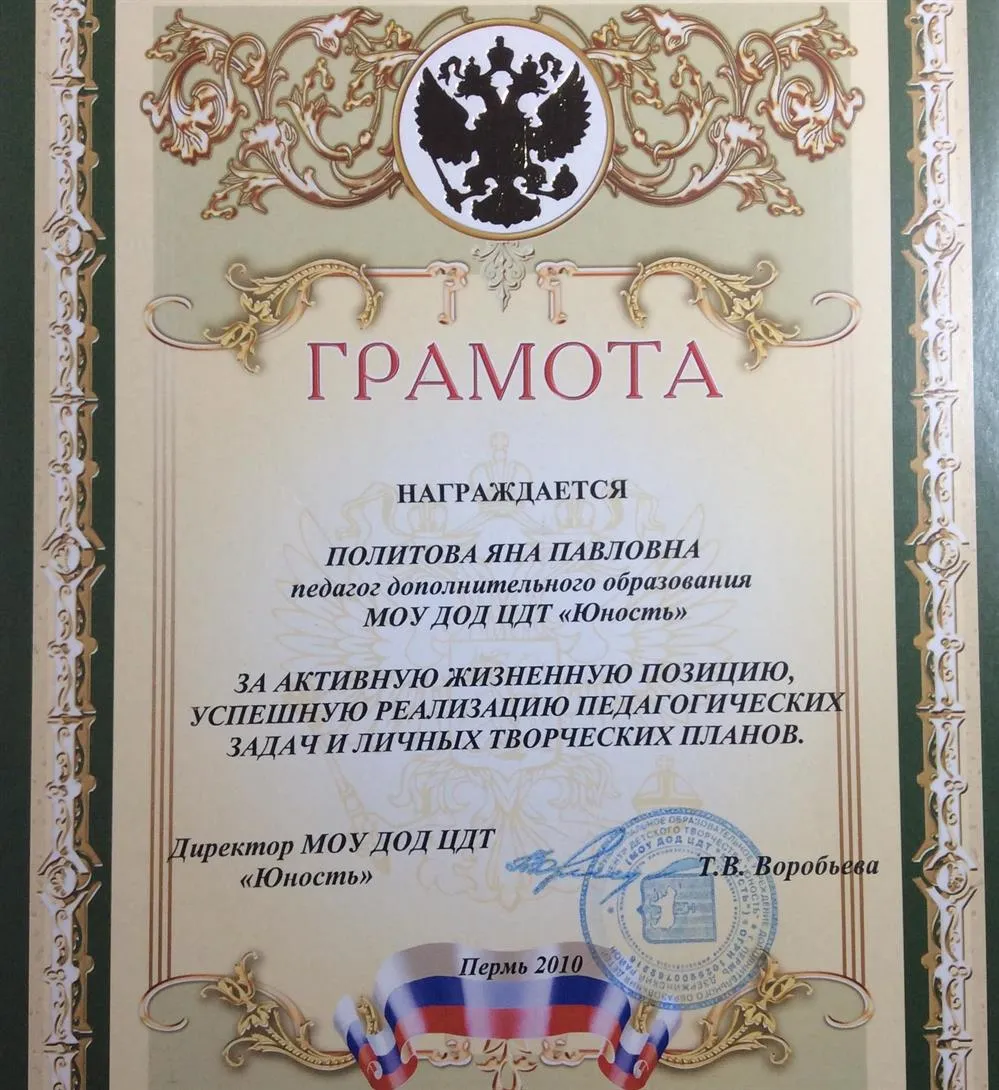 ГРАМОТА
НАГРАЖДАЕТСЯ
ПОЛИТОВА ЯНА ПАВЛОВНА
педагог дополнительного образования
МОУ ДОД ЦДТ «Юность»
ЗА АКТИВНУЮ ЖИЗНЕННУЮ ПОЗИЦИЮ,
УСПЕШНУЮ РЕАЛИЗАЦИЮ ПЕДАГОГИЧЕСКИХ
ЗАДАЧ И ЛИЧНЫХ ТВОРЧЕСКИХ ПЛАНОВ.
Директор МОУ ДОД ЦДТ
«Юность»
Т.В. Воробьева
Пермь 2010